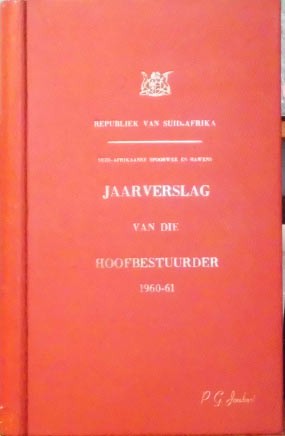 REPUBLIEK VAN SUID-AFRIKA
SUID-AFRIKAANSE SPOORWEË EN HAWENS
JAARVERSLAG
VAN DIE
HOOFBESTUURDER
1960-61
P. G.